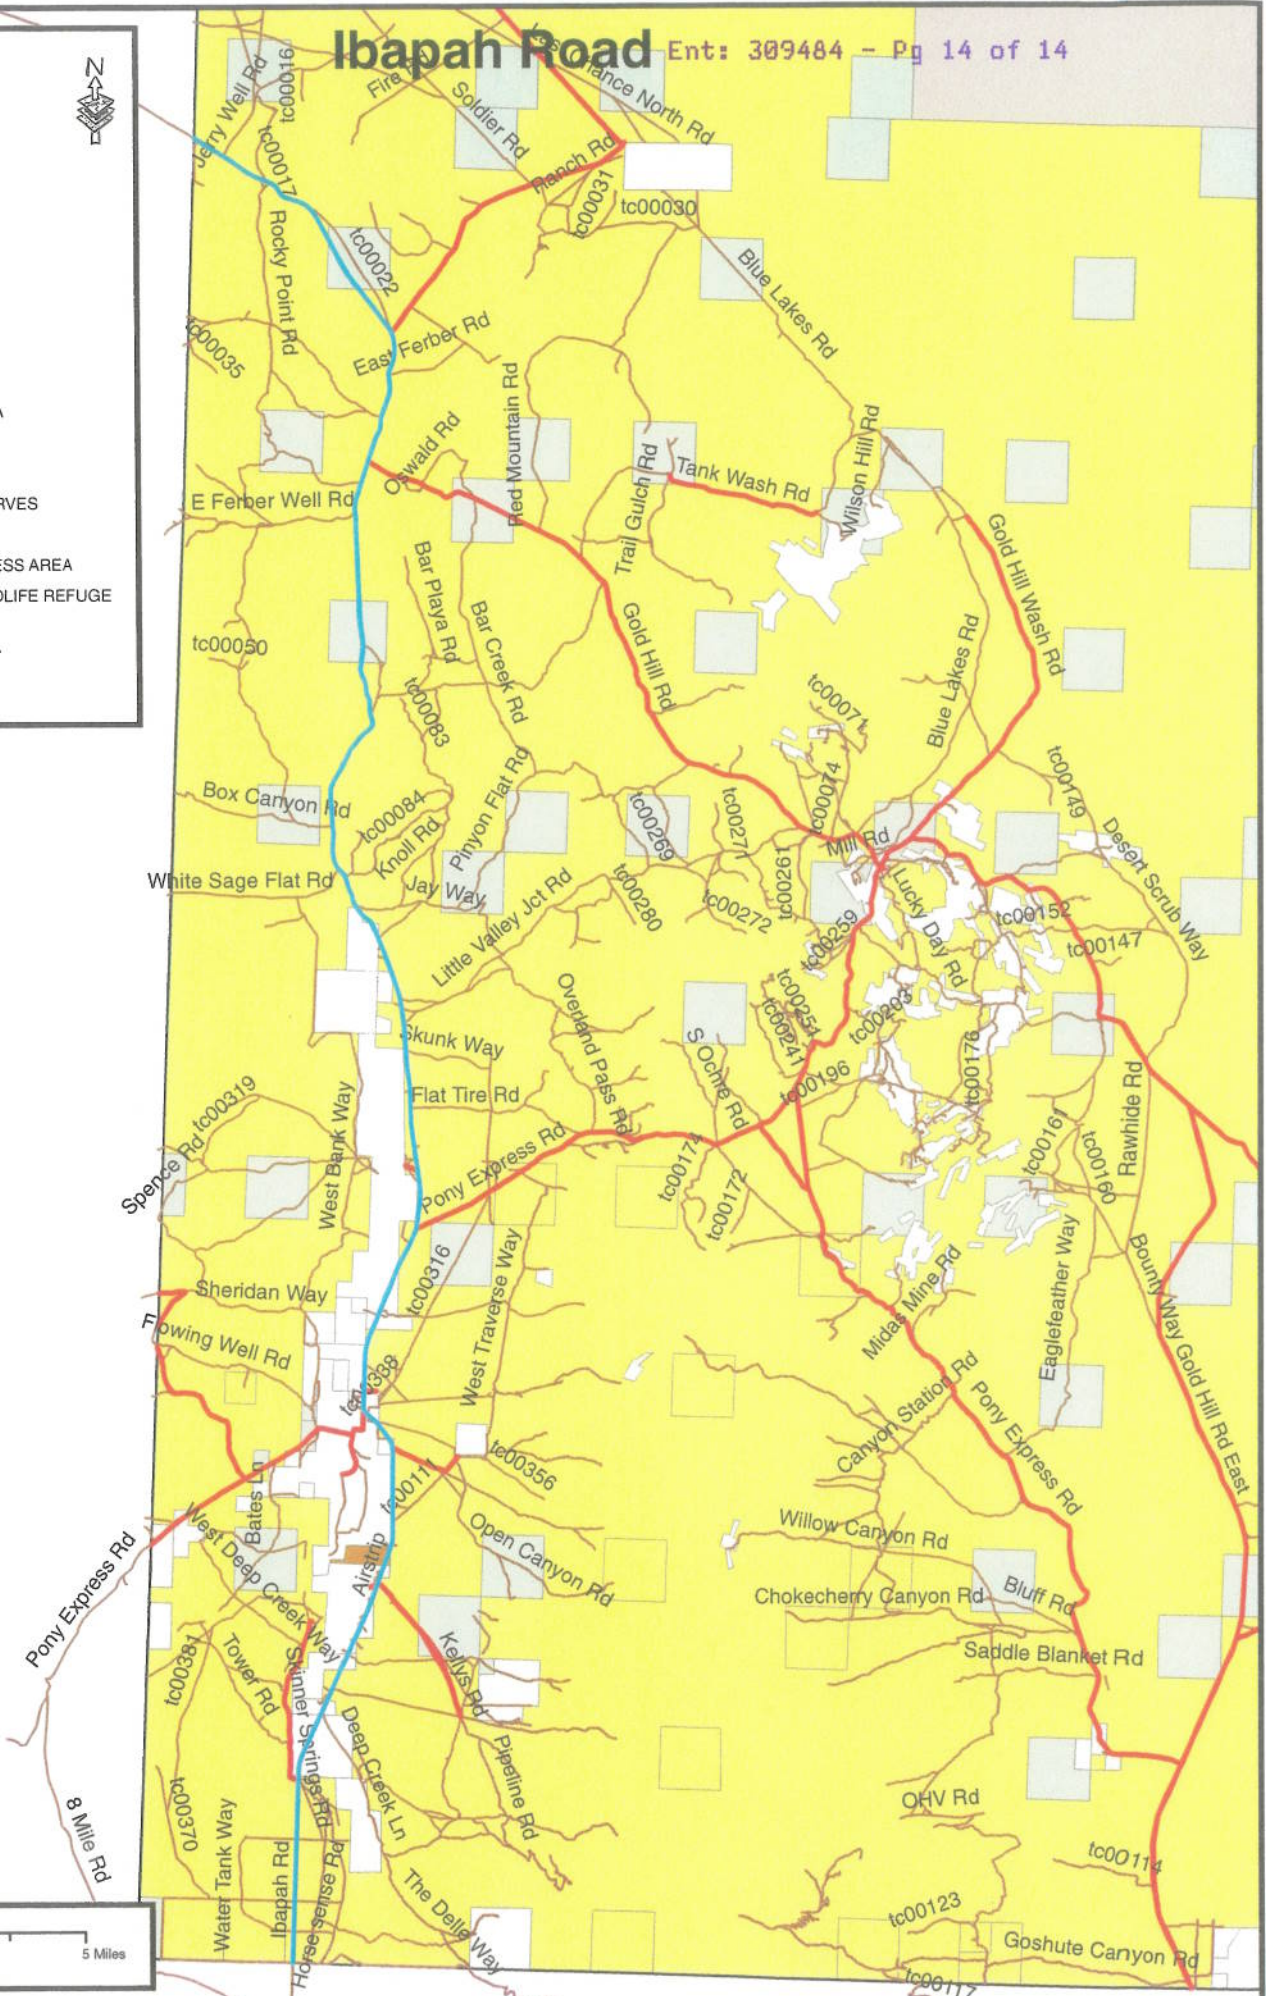 Ibapah Road
Ent: 309484 - Pg 14 of 14
N
RVES
ESS AREA
DLIFE REFUGE
5 Miles
Jerry Well Rd
tc00016
Soldier Rd
North Rd
tc00017
Ranch Rd
tc00031
tc00030
Rocky Point Rd
tc00022
Blue Lakes Rd
tc00035
East Ferber Rd
Red Mountain Rd
Oswald Rd
E Ferber Well Rd
Trail Gulch Rd
Tank Wash Rd
Wilson Hill Rd
Gold Hill Wash Rd
Bar Playa Rd
Bar Creek Rd
Gold Hill Rd
tc00050
tc00083
Blue Lakes Rd
tc00071
tc00074
tc00149
Box Canyon Rd
tc00084
Knoll Rd
Pinyon Flat Rd
tc00269
tc00271
tc00261
Mill Rd
Desert Scrub Way
White Sage Flat Rd
Jay Way
Little Valley Jct Rd
tc00280
tc00272
tc00259
Lucky Day Rd
tc00152
tc00147
Skunk Way
Overland Pass Rd
tc00251
tc00241
tc00203
tc00176
S Ochre Rd
Flat Tire Rd
tc00196
tc00319
Spence Rd
West Bank Way
Pony Express Rd
tc00174
tc00172
tc00161
tc00160
Rawhide Rd
tc00316
West Traverse Way
Sheridan Way
Flowing Well Rd
Midas Mine Rd
Eaglefeather Way
Bounty Way
Gold Hill Rd East
Canyon Station Rd
Pony Express Rd
tc00356
tc00111
Bates Ln
West Deep Creek Way
Open Canyon Rd
Airstrip
Willow Canyon Rd
Pony Express Rd
Chokecherry Canyon Rd
Bluff Rd
Saddle Blanket Rd
tc00381
Tower Rd
Skinner Springs Rd
Kellys Rd
Deep Creek Ln
Pipeline Rd
8 Mile Rd
tc00370
Water Tank Way
Ibapah Rd
Horse sense Rd
The Delle Way
OHV Rd
tc00114
tc00123
Goshute Canyon Rd
tc00117